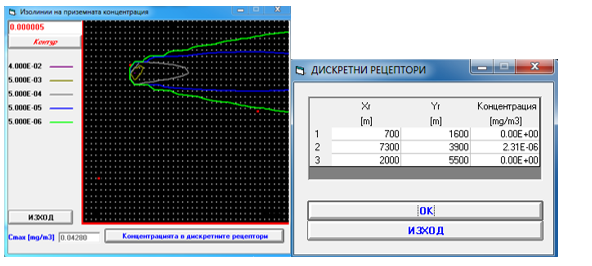 Изолинии на приземната концентрация
0.000005
Контур
4.000E-02
5.000E-03
5.000E-04
5.000E-05
5.000E-06
ИЗХОД
Cmax [mg/m3] 0.04280
Концентрацията в дискретните рецептори
ДИСКРЕТНИ РЕЦЕПТОРИ
Xr Yr Концентрация
[m] [m] [mg/m3]
1 700 1600 0.00E+00
2 7300 3900 2.31E-06
3 2000 5500 0.00E+00
OK
ИЗХОД